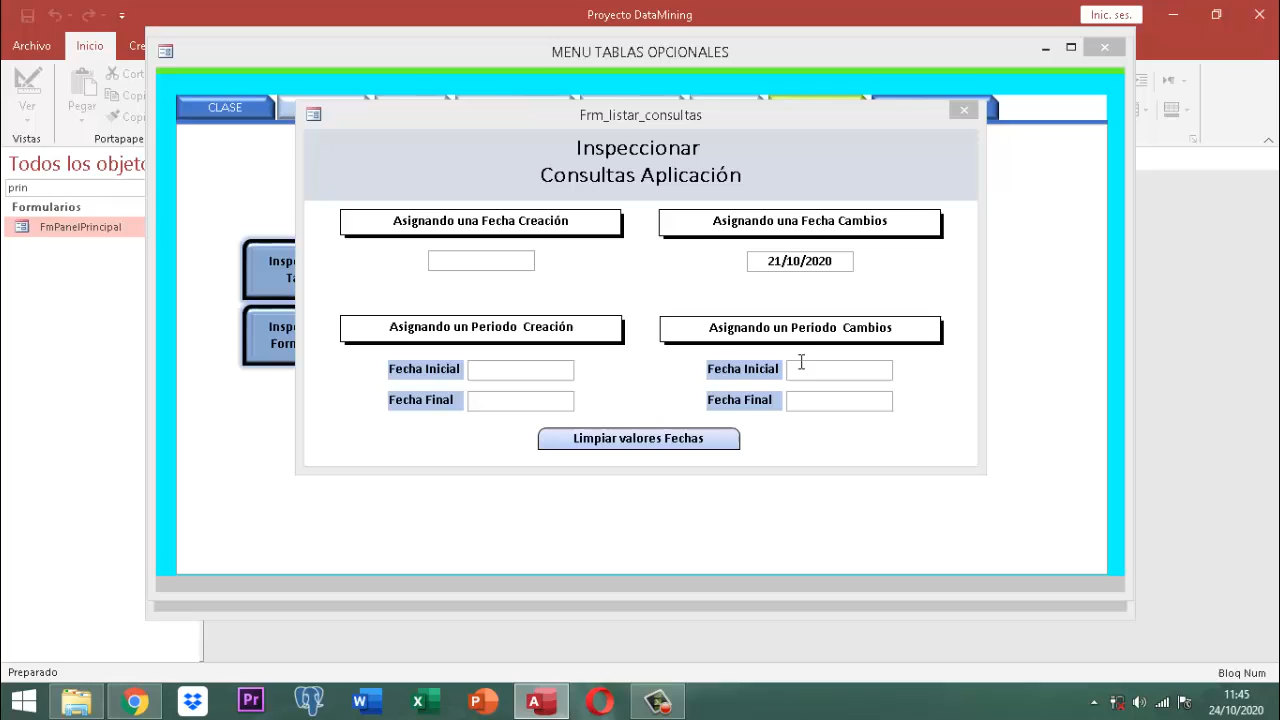 Proyecto DataMining
Inic. ses.
Archivo
Inicio
MENU TABLAS OPCIONALES
Ver
Pegar
Vistas
Portapape
CLASE
Frm_listar_consultas
Inspeccionar
Consultas Aplicación
Todos los objeto
prin
Formularios
FmPanelPrincipal
Asignando una Fecha Creación
Asignando una Fecha Cambios
21/10/2020
Asignando un Periodo Creación
Asignando un Periodo Cambios
Fecha Inicial
Fecha Inicial
Fecha Final
Fecha Final
Limpiar valores Fechas
Preparado
Bloq Num
Pr
11:45
24/10/2020